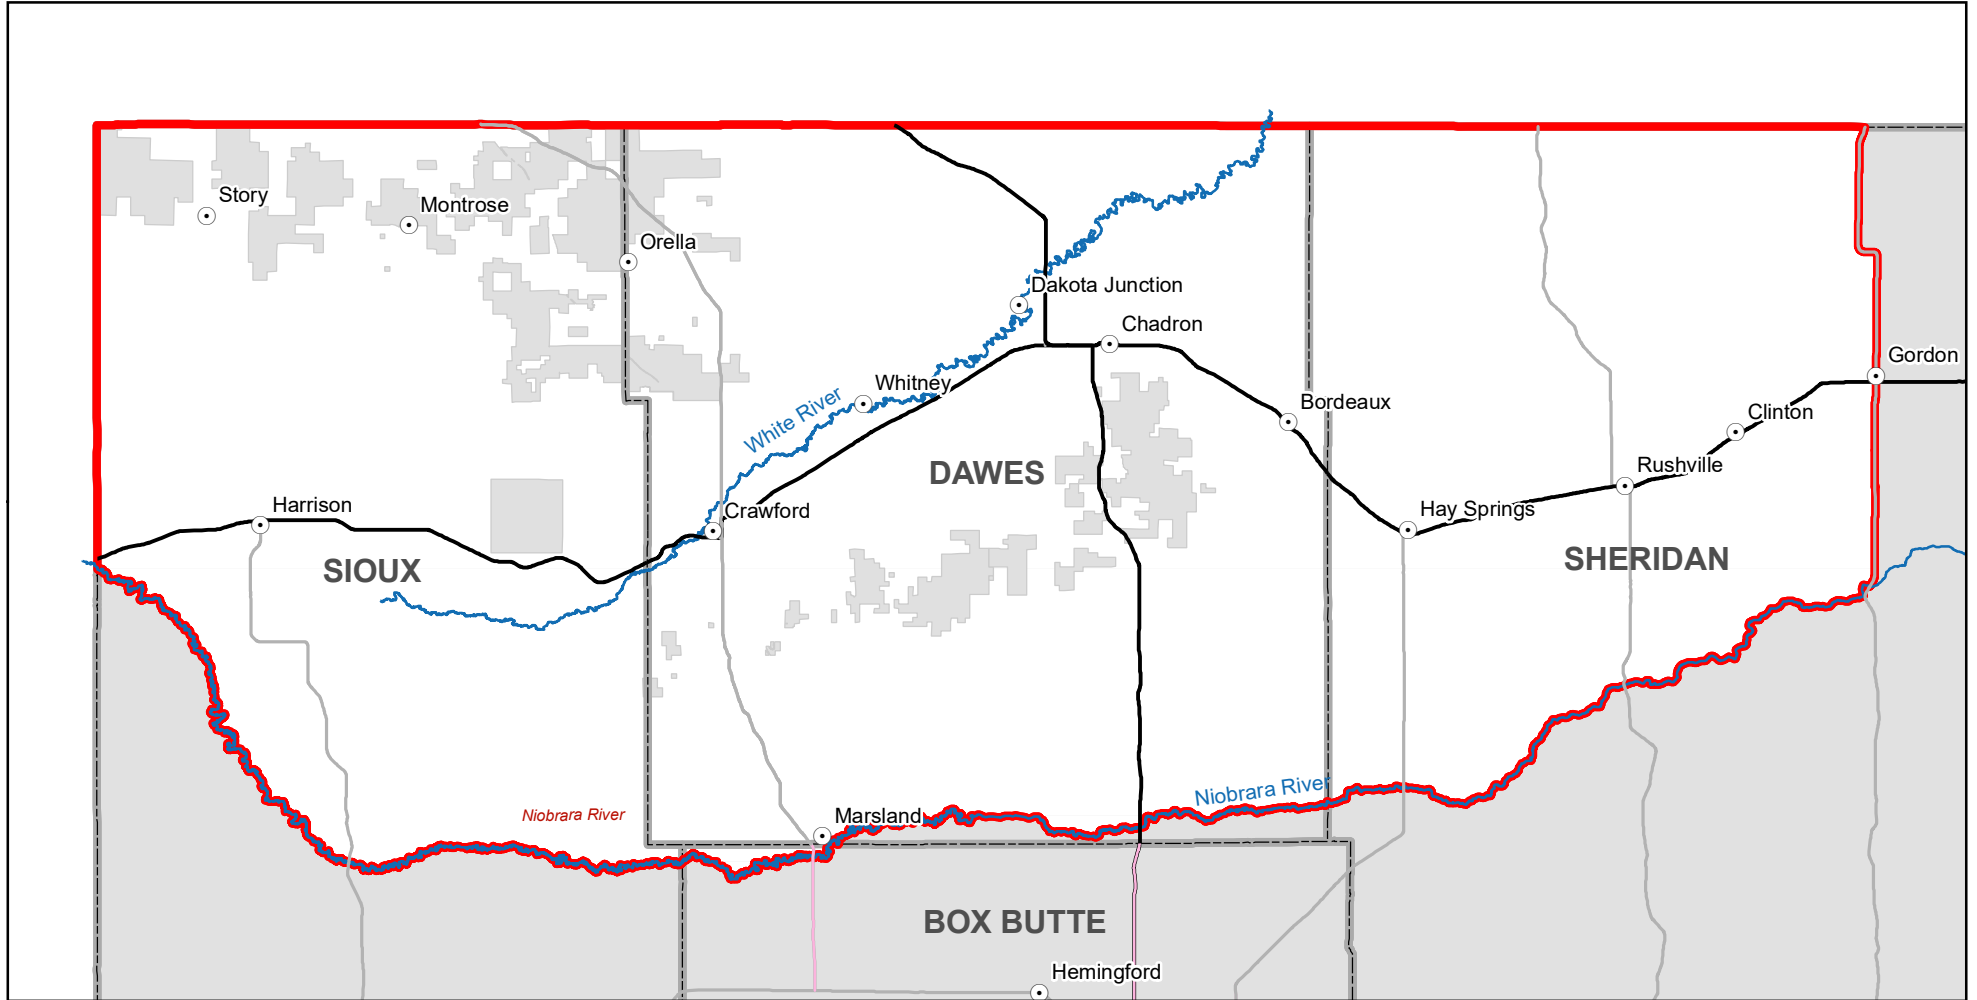 Story
Montrose
Orella
Dakota Junction
Chadron
Gordon
Whitney
White River
Bordeaux
Clinton
DAWES
Rushville
Harrison
Crawford
Hay Springs
SIOUX
SHERIDAN
Niobrara River
Niobrara River
Marsland
BOX BUTTE
Hemingford